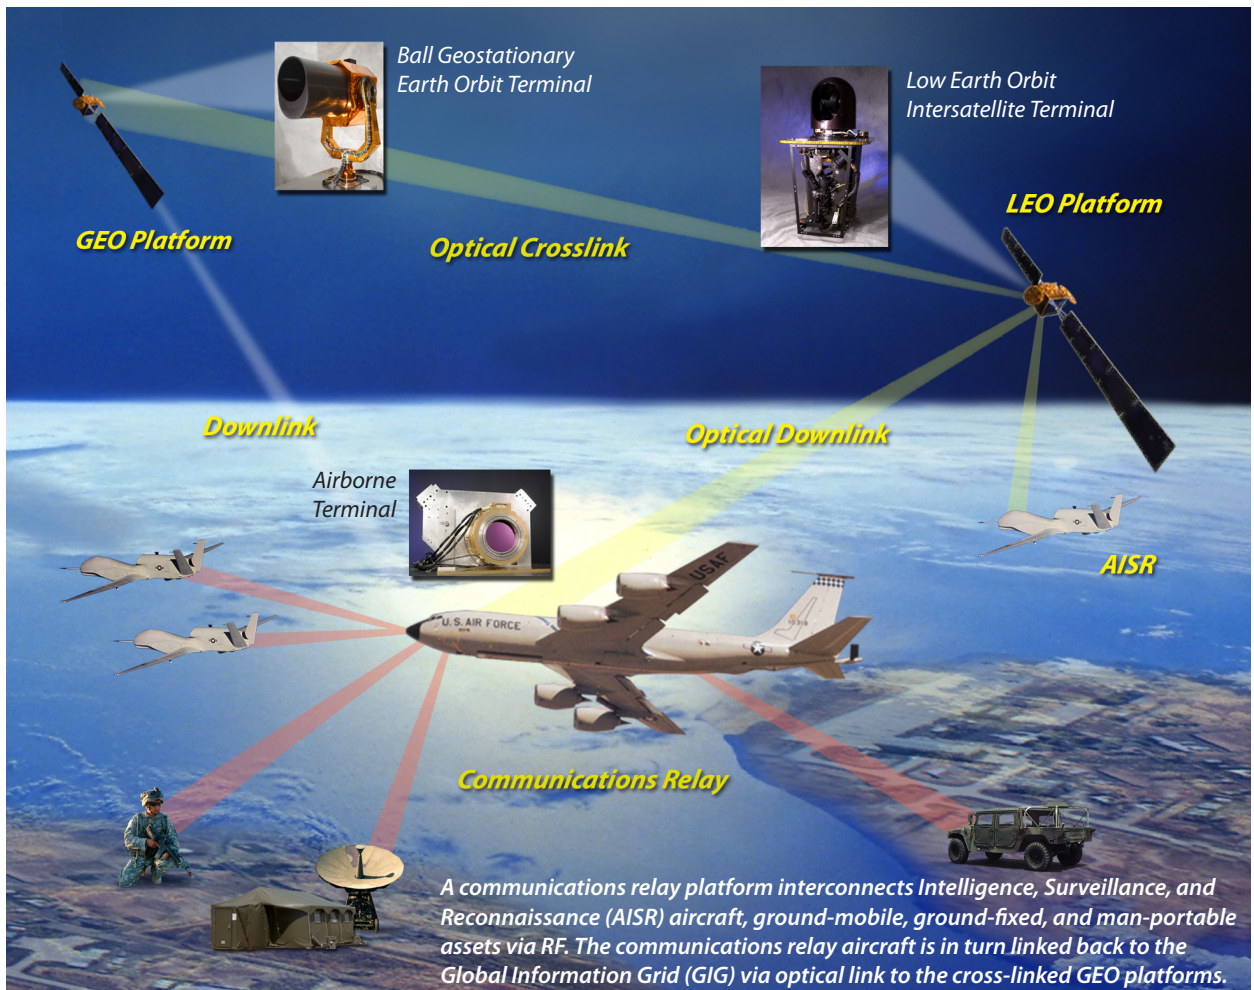 Ball Geostationary
Earth Orbit Terminal
Low Earth Orbit
Intersatellite Terminal
LEO Platform
GEO Platform
Optical Crosslink
Downlink
Optical Downlink
Airborne
Terminal
AISR
USAF
U.S. AIR FORCE
Communications Relay
A communications relay platform interconnects Intelligence, Surveillance, and
Reconnaissance (AISR) aircraft, ground-mobile, ground-fixed, and man-portable
assets via RF. The communications relay aircraft is in turn linked back to the
Global Information Grid (GIG) via optical link to the cross-linked GEO platforms.